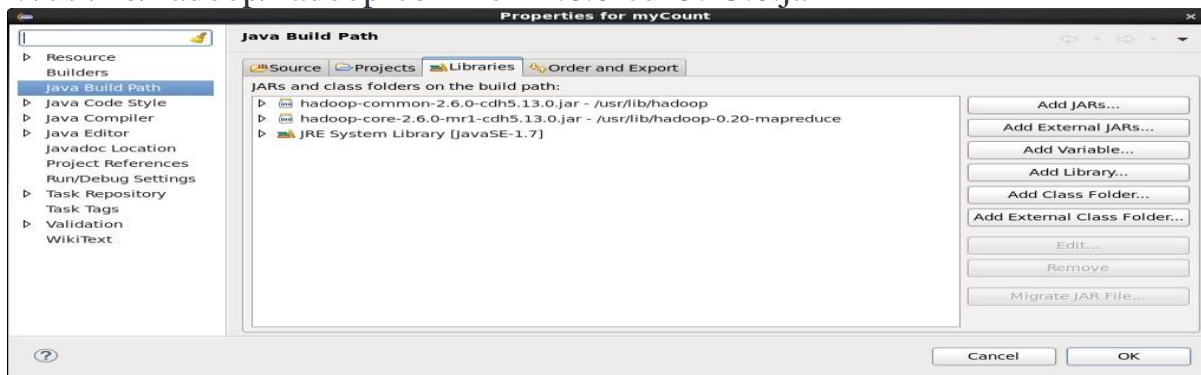 Properties for myCount
Java Build Path
Resource
Builders
Java Build Path
Java Code Style
Java Compiler
Java Editor
Javadoc Location
Project References
Run/Debug Settings
Task Repository
Task Tags
Validation
WikiText
Source Projects Libraries Order and Export
JARs and class folders on the build path:
hadoop-common-2.6.0-cdh5.13.0.jar - /usr/lib/hadoop
hadoop-core-2.6.0-mr1-cdh5.13.0.jar - /usr/lib/hadoop-0.20-mapreduce
JRE System Library [JavaSE-1.7]
Add JARs...
Add External JARs...
Add Variable...
Add Library...
Add Class Folder...
Add External Class Folder...
Edit...
Remove
Migrate JAR File...
Cancel
OK